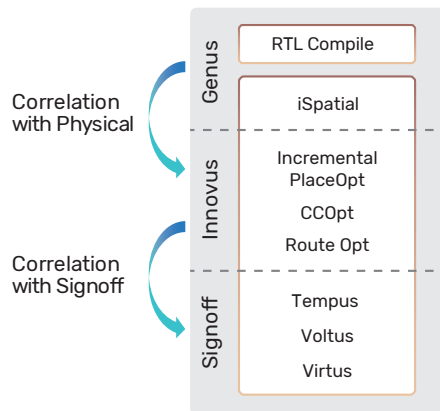 Genus
RTL Compile
iSpatial
Correlation
with Physical
Innovus
Incremental
PlaceOpt
CCOpt
Route Opt
Correlation
with Signoff
Signoff
Tempus
Voltus
Virtus